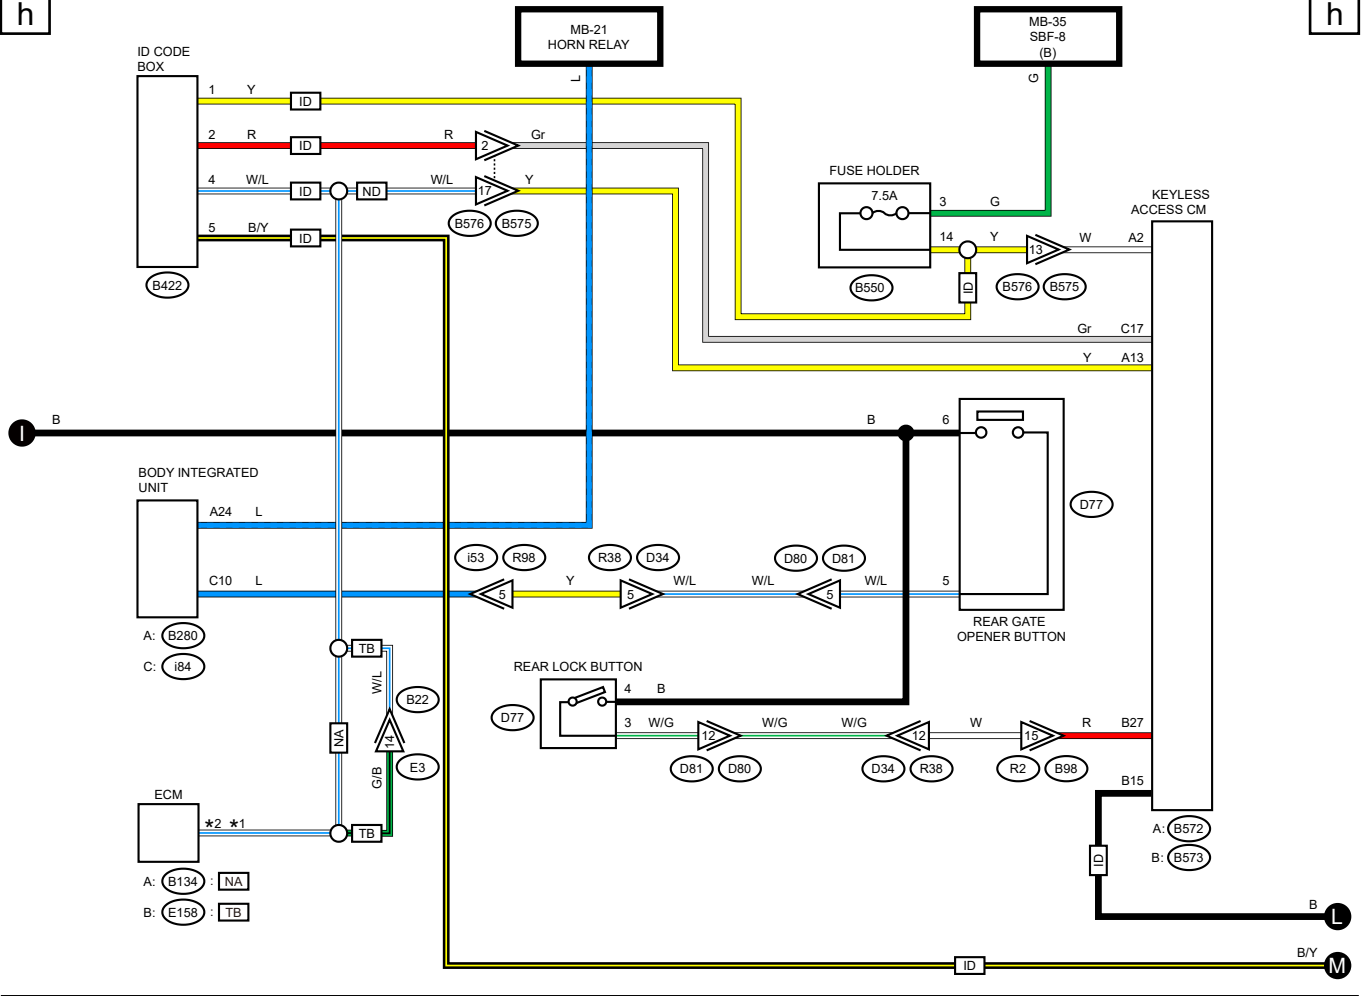 h
h
MB-21
HORN RELAY
MB-35
SBF-8
(B)
ID CODE
BOX
L
G
1 Y ID
2 R ID R 2 Gr
4 W/L ID ND W/L 17 Y
B576 B575
5 B/Y ID
B422
FUSE HOLDER
7.5A
3 G
14 Y 13 W A2
ID
B550
B576 B575
KEYLESS
ACCESS CM
Gr C17
Y A13
I B B 6
BODY INTEGRATED
UNIT
A24 L
D77
i53 R98 R38 D34 D80 D81
C10 L 5 Y 5 W/L W/L 5 W/L 5
REAR GATE
OPENER BUTTON
A: B280
C: i84
TB
W/L
B22
14
NA
E3
G/B
TB
REAR LOCK BUTTON
D77
4 B
3 W/G 12 W/G W/G 12 W 15 R B27
D81 D80 D34 R38 R2 B98
B15
ECM
*2 *1
A: B134 : NA
B: E158 : TB
A: B572
B: B573
ID
B L
ID B/Y M